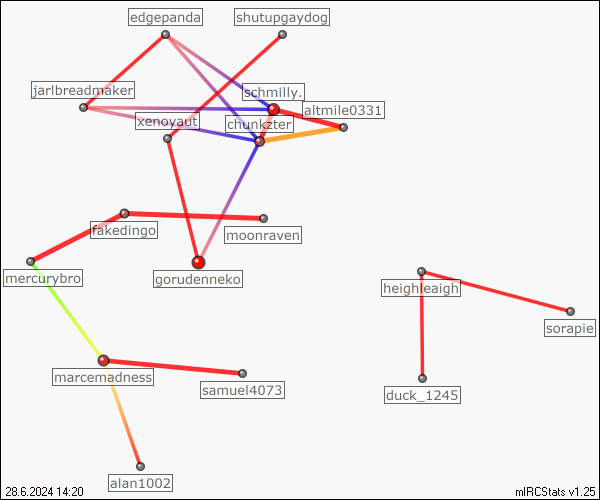 edgepanda
shutupgaydog
jarlbreadmaker
schmilly.
altmile0331
xenoyaut
chunkzter
fakedingo
moonraven
mercurybro
gorudenneko
heighleaigh
sorapie
marcemadness
samuel4073
duck_1245
alan1002
28.6.2024 14:20
mIRCStats v1.25